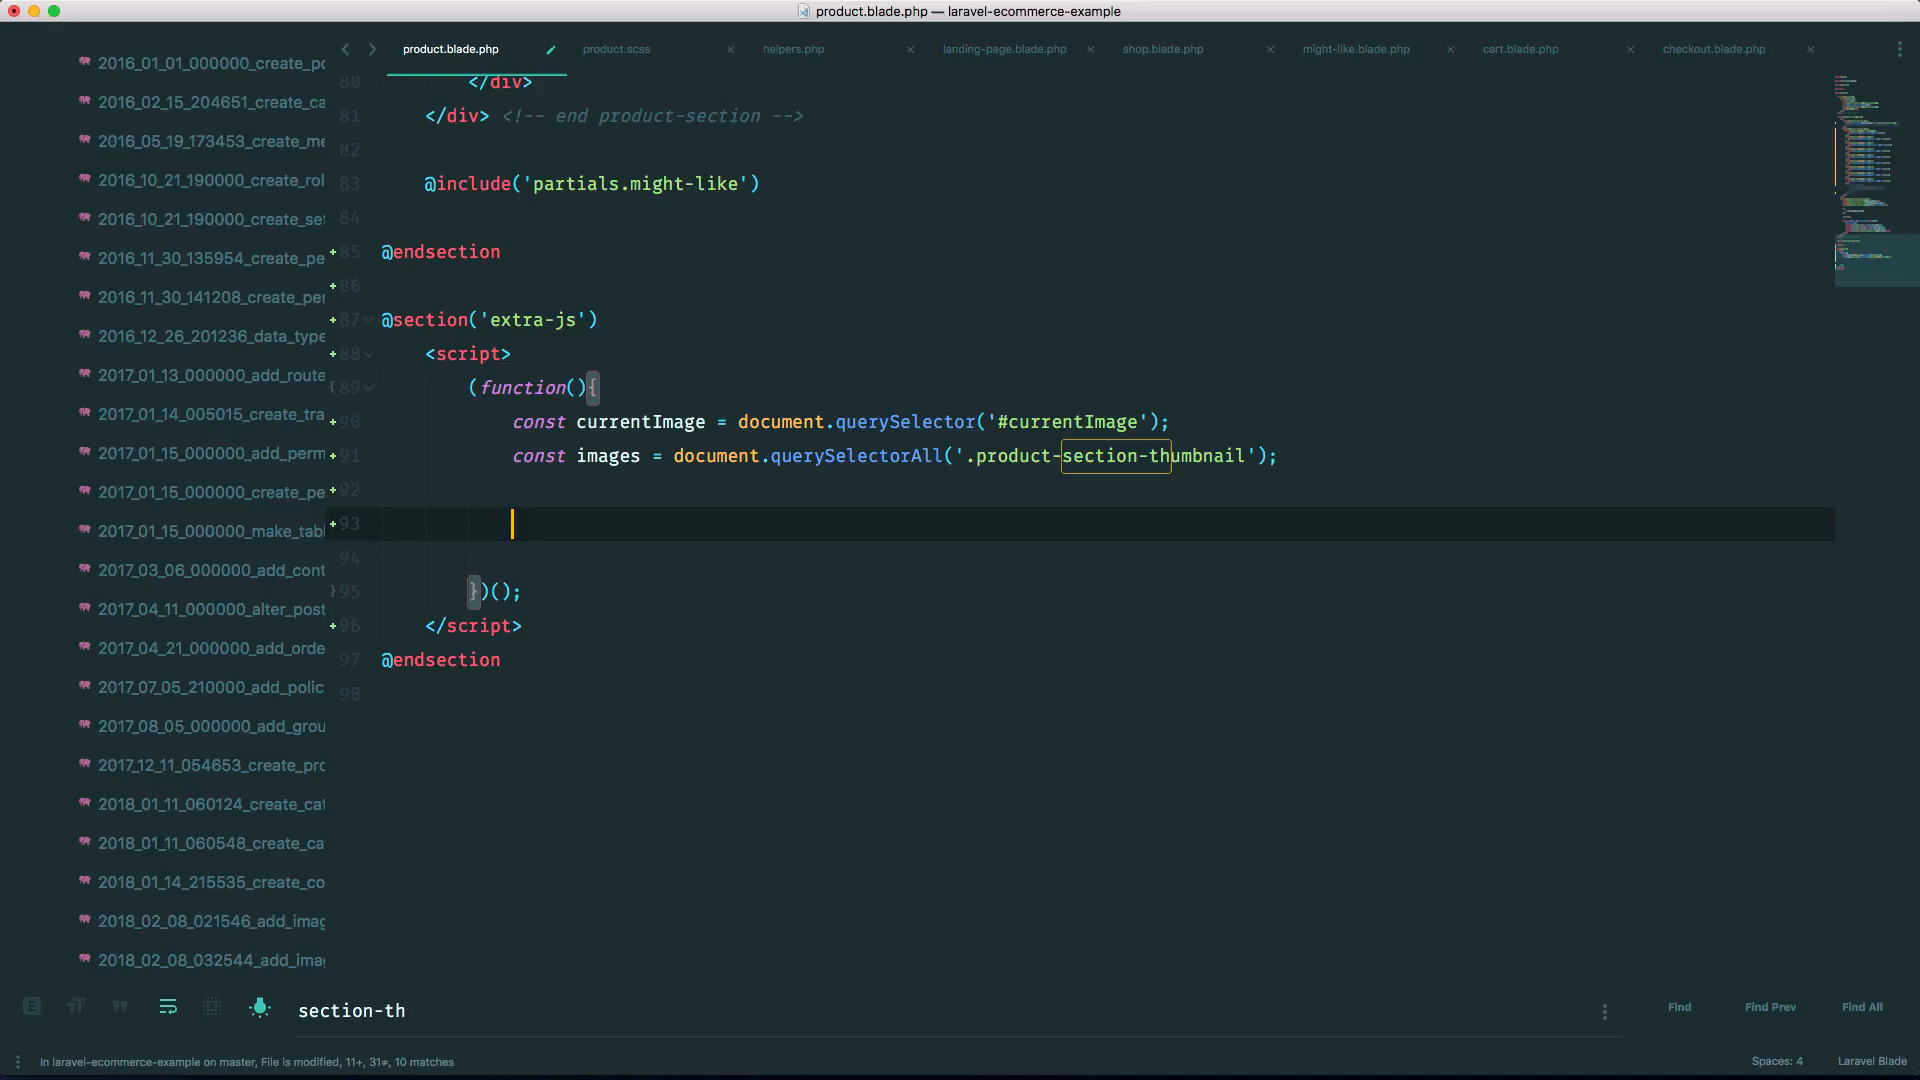 product.blade.php — laravel-ecommerce-example
product.blade.php
product.scss
helpers.php
landing-page.blade.php
shop.blade.php
might-like.blade.php
cart.blade.php
checkout.blade.php
2016_01_01_000000_create_pc
2016_02_15_204651_create_ca
2016_05_19_173453_create_me
2016_10_21_190000_create_rol
2016_10_21_190000_create_set
2016_11_30_135954_create_pe
2016_11_30_141208_create_per
2016_12_26_201236_data_type
2017_01_13_000000_add_route
2017_01_14_005015_create_tra
2017_01_15_000000_add_perm
2017_01_15_000000_create_pe
2017_01_15_000000_make_tabl
2017_03_06_000000_add_cont
2017_04_11_000000_alter_post
2017_04_21_000000_add_orde
2017_07_05_210000_add_polic
2017_08_05_000000_add_grou
2017_12_11_054653_create_pro
2018_01_11_060124_create_cat
2018_01_11_060548_create_ca
2018_01_14_215535_create_co
2018_02_08_021546_add_imag
2018_02_08_032544_add_imag
80 </div>
81 </div> <!-- end product-section -->
82
83 @include('partials.might-like')
84
85 @endsection
86
87 @section('extra-js')
88 <script>
89 (function(){
90 const currentImage = document.querySelector('#currentImage');
91 const images = document.querySelectorAll('.product-section-thumbnail');
92
93
94
95 })();
96 </script>
97 @endsection
98
section-th
Find
Find Prev
Find All
In laravel-ecommerce-example on master, File is modified, 11+, 31≠, 10 matches
Spaces: 4
Laravel Blade